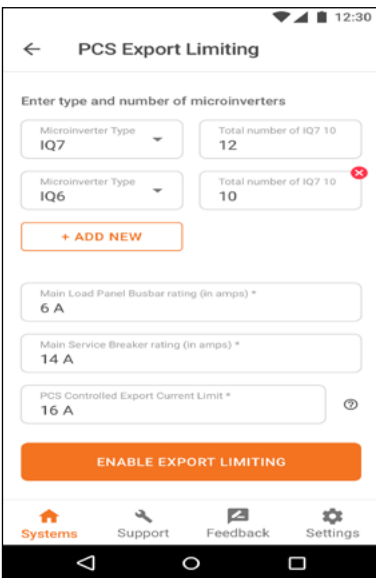 12:30
PCS Export Limiting
Enter type and number of microinverters
Microinverter Type
IQ7
Total number of IQ7 10
12
Microinverter Type
IQ6
Total number of IQ7 10
10
+ ADD NEW
Main Load Panel Busbar rating (in amps) *
6 A
Main Service Breaker rating (in amps) *
14 A
PCS Controlled Export Current Limit *
16 A
ENABLE EXPORT LIMITING
Systems
Support
Feedback
Settings